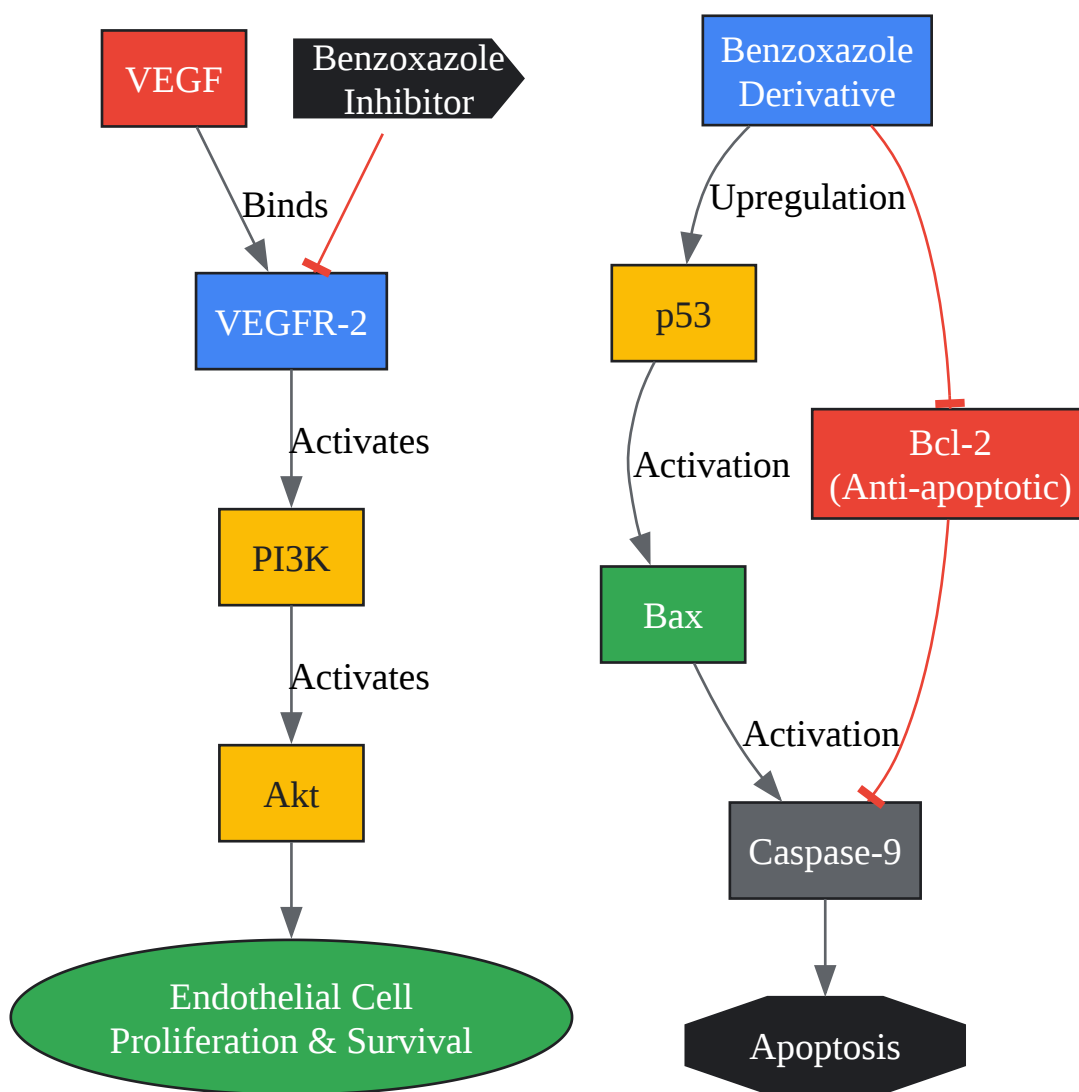 VEGF
Benzoxazole
Inhibitor
Binds
VEGFR-2
Activates
PI3K
Activates
Akt
Endothelial Cell
Proliferation & Survival
Benzoxazole
Derivative
Upregulation
p53
Activation
Bcl-2
(Anti-apoptotic)
Bax
Activation
Caspase-9
Apoptosis